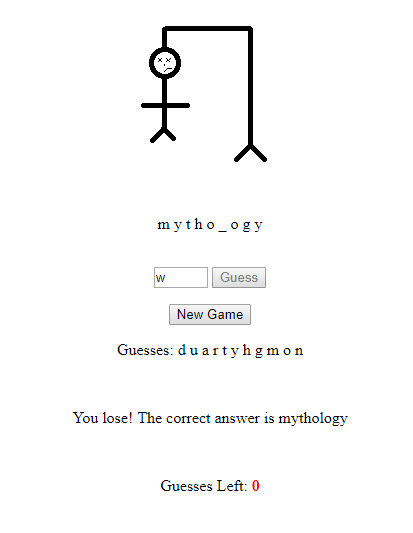 m y t h o _ o g y
w Guess
New Game
Guesses: d u a r t y h g m o n
You lose! The correct answer is mythology
Guesses Left: 0